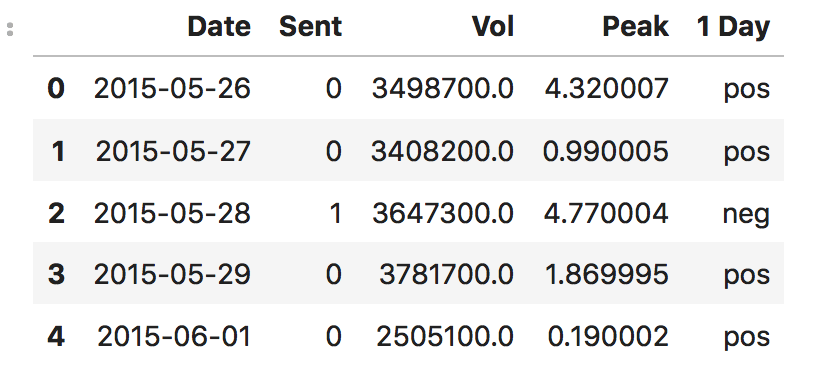 Date Sent Vol Peak 1 Day
0 2015-05-26 0 3498700.0 4.320007 pos
1 2015-05-27 0 3408200.0 0.990005 pos
2 2015-05-28 1 3647300.0 4.770004 neg
3 2015-05-29 0 3781700.0 1.869995 pos
4 2015-06-01 0 2505100.0 0.190002 pos